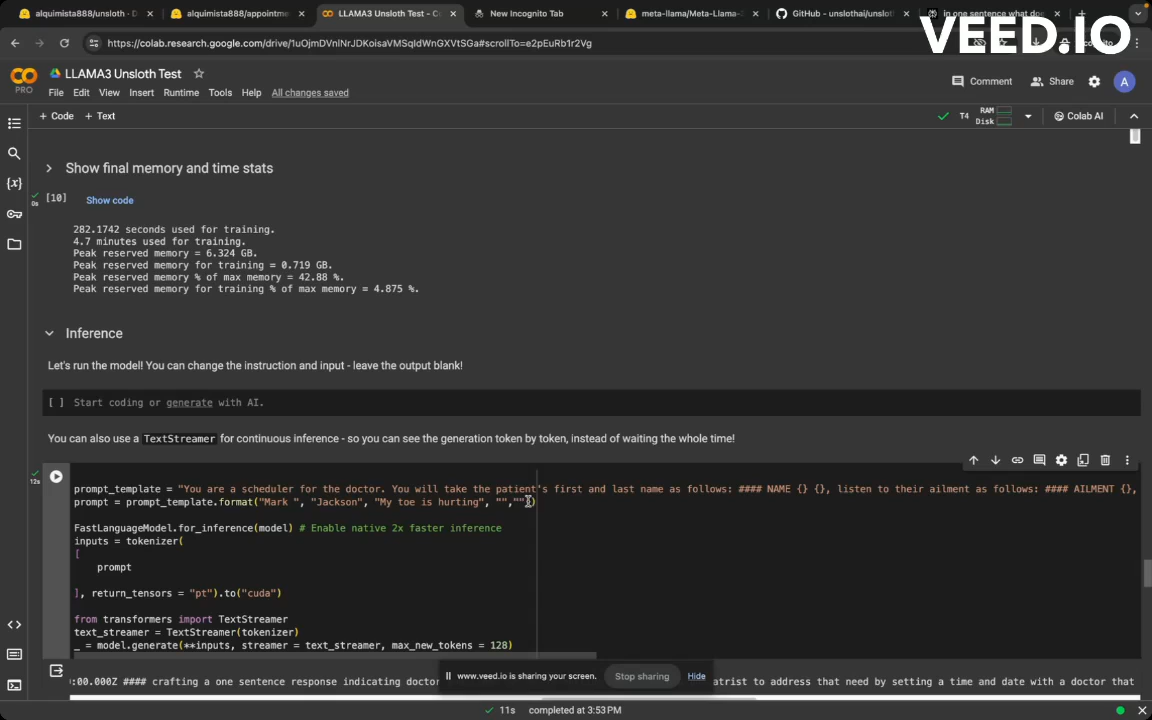 alquimista888/unsloth · D
alquimista888/appointme
LLAMA3 Unsloth Test - Co
New Incognito Tab
meta-llama/Meta-Llama-3
GitHub - unslothai/unslot
in one sentence what doe
https://colab.research.google.com/drive/1uOjmDVnlNrJDKoisaVMSqIdWnGXVtSGa#scrollTo=e2pEuRb1r2Vg
VEED.IO
LLAMA3 Unsloth Test
PRO
File Edit View Insert Runtime Tools Help All changes saved
Comment Share A
+ Code + Text
T4 RAM Disk Colab AI
Show final memory and time stats
[10] Show code
0s
282.1742 seconds used for training.
4.7 minutes used for training.
Peak reserved memory = 6.324 GB.
Peak reserved memory for training = 0.719 GB.
Peak reserved memory % of max memory = 42.88 %.
Peak reserved memory for training % of max memory = 4.875 %.
Inference
Let's run the model! You can change the instruction and input - leave the output blank!
[ ] Start coding or generate with AI.
You can also use a TextStreamer for continuous inference - so you can see the generation token by token, instead of waiting the whole time!
12s
prompt_template = "You are a scheduler for the doctor. You will take the patient's first and last name as follows: #### NAME {} {}, listen to their ailment as follows: #### AILMENT {},
prompt = prompt_template.format("Mark ", "Jackson", "My toe is hurting", "","")
FastLanguageModel.for_inference(model) # Enable native 2x faster inference
inputs = tokenizer(
[
prompt
], return_tensors = "pt").to("cuda")
from transformers import TextStreamer
text_streamer = TextStreamer(tokenizer)
_ = model.generate(**inputs, streamer = text_streamer, max_new_tokens = 128)
www.veed.io is sharing your screen. Stop sharing Hide
:00.000Z #### crafting a one sentence response indicating doctor atrist to address that need by setting a time and date with a doctor that
11s completed at 3:53PM